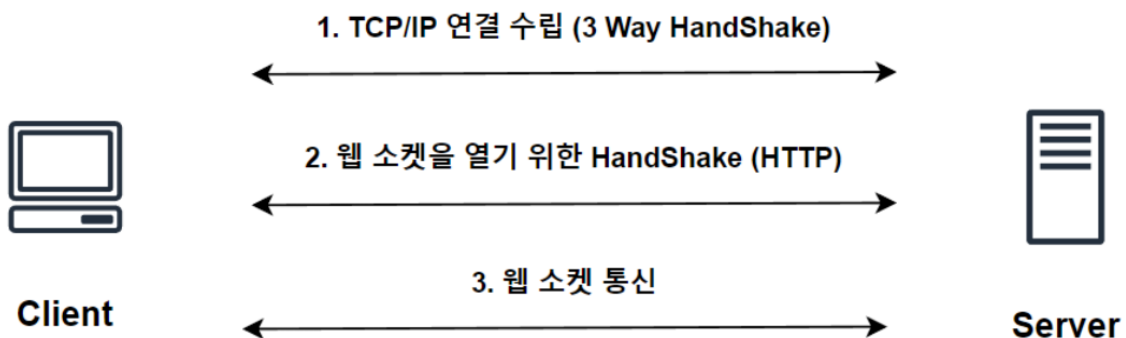 1. TCP/IP 연결 수립 (3 Way HandShake)
2. 웹 소켓을 열기 위한 HandShake (HTTP)
3. 웹 소켓 통신
Client
Server